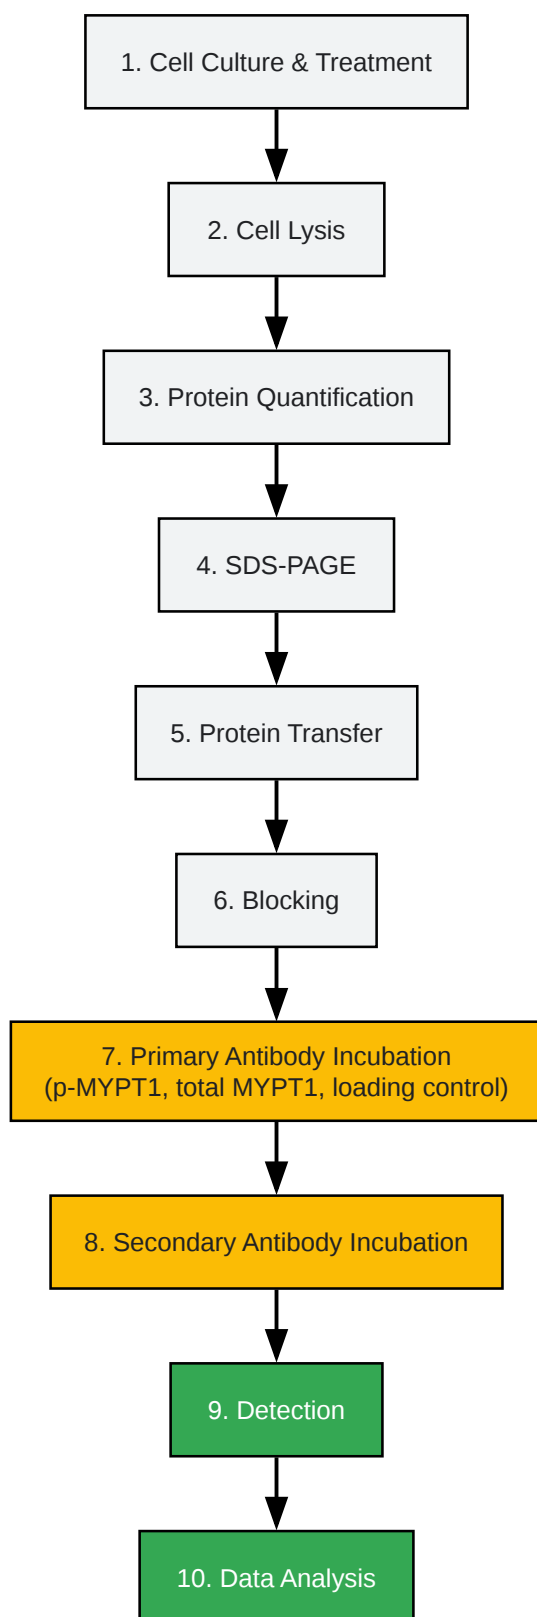 1. Cell Culture & Treatment
2. Cell Lysis
3. Protein Quantification
4. SDS-PAGE
5. Protein Transfer
6. Blocking
7. Primary Antibody Incubation
(p-MYPT1, total MYPT1, loading control)
8. Secondary Antibody Incubation
9. Detection
10. Data Analysis